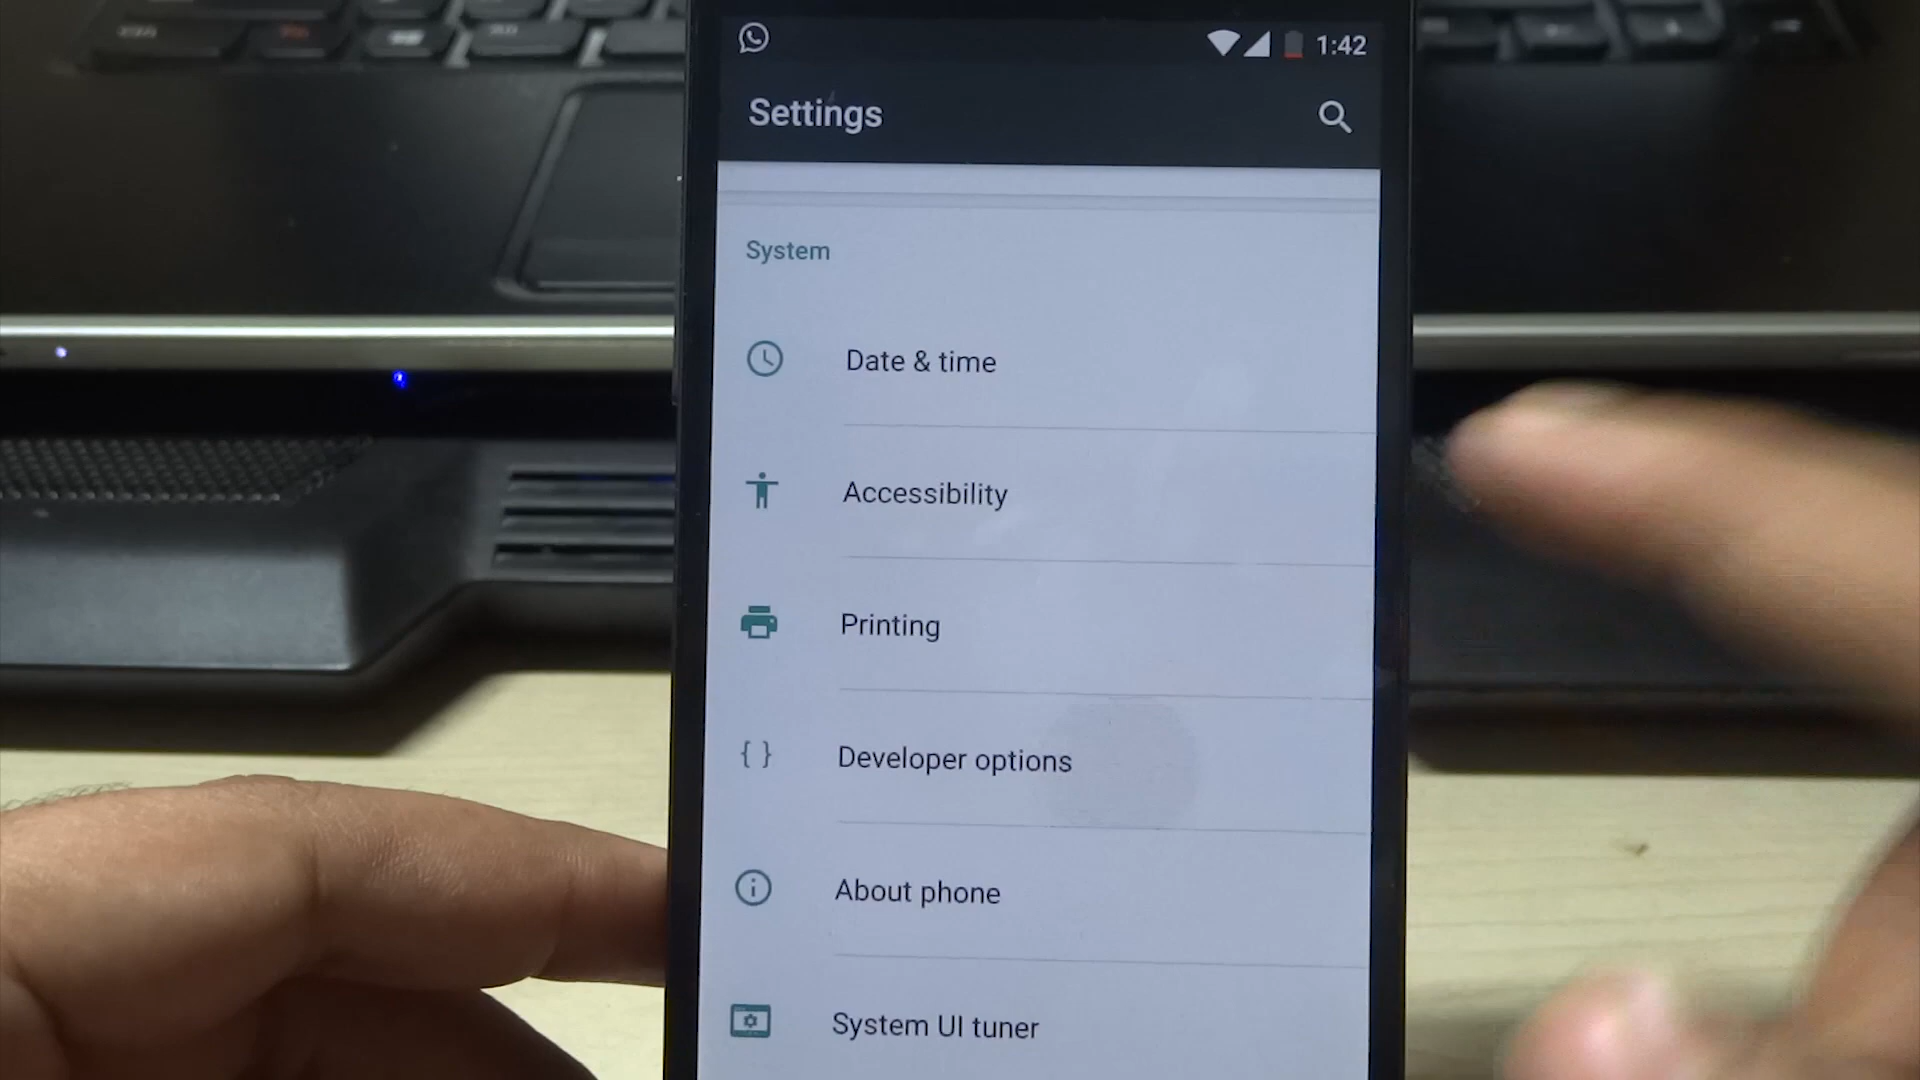 1:42
Settings
System
Date & time
Accessibility
Printing
{ } Developer options
About phone
System UI tuner